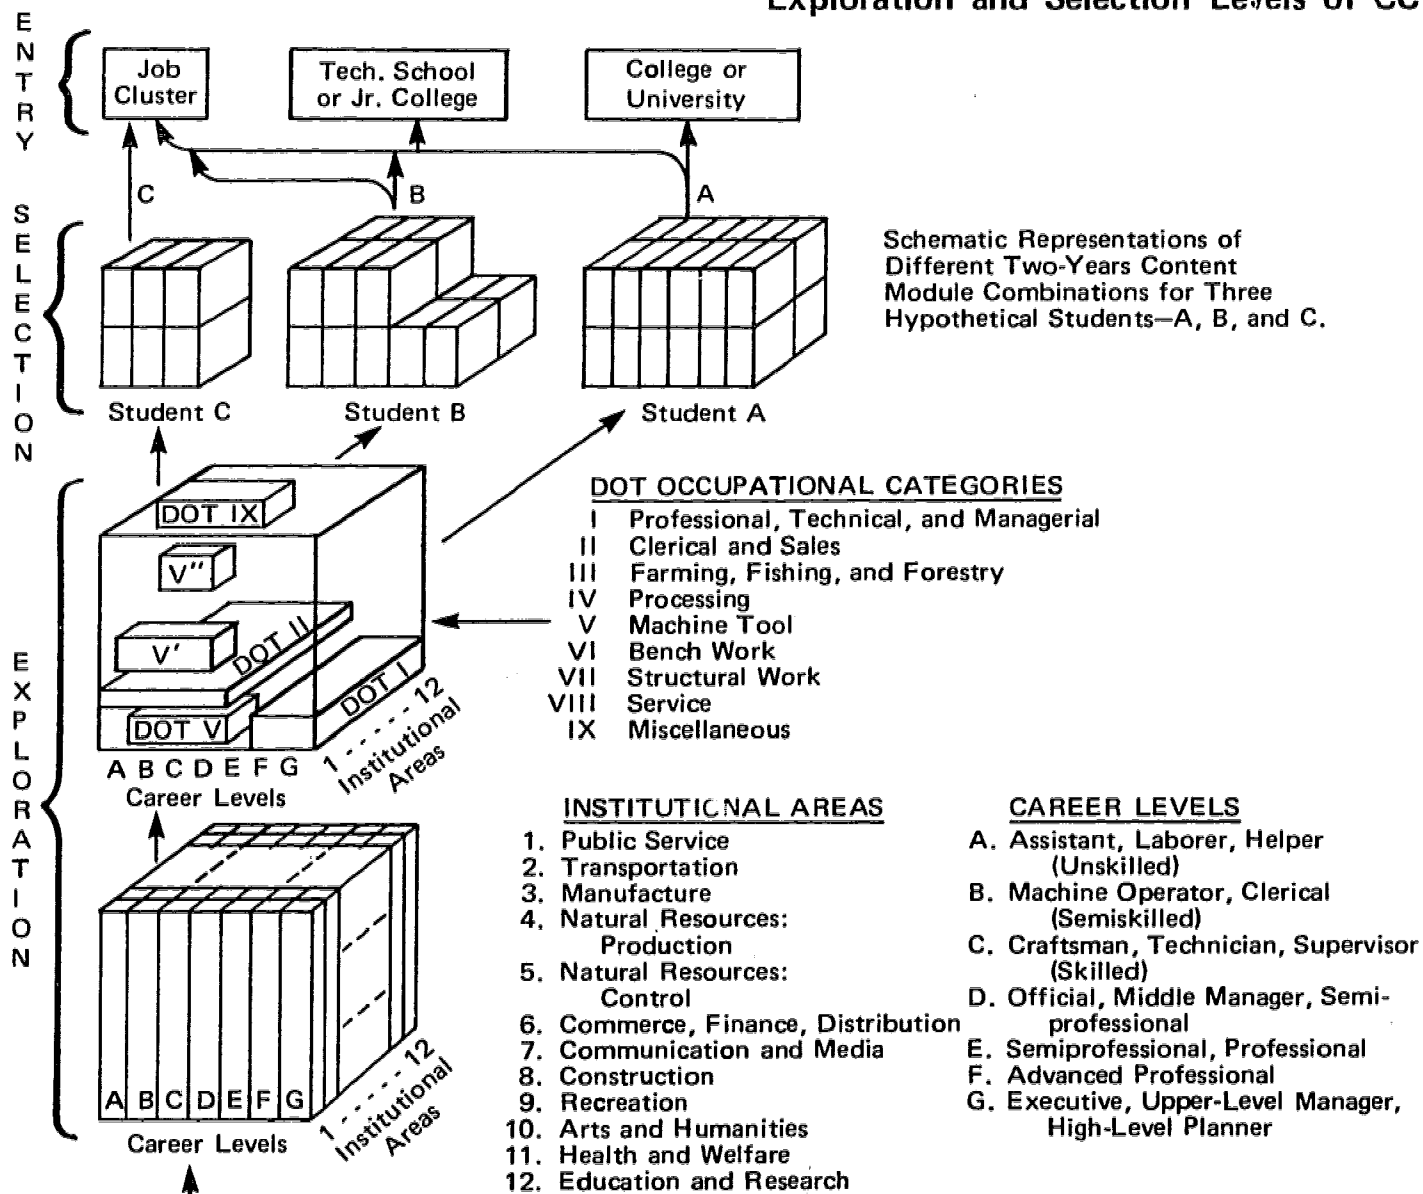 Exploration and Selection Levels of CC
ENTRY
Job
Cluster
Tech. School
or Jr. College
College or
University
C
B
A
SELECTION
Schematic Representations of
Different Two-Years Content
Module Combinations for Three
Hypothetical Students—A, B, and C.
Student C
Student B
Student A
EXPLORATION
DOT IX
V''
V'
DOT II
DOT I
DOT V
A B C D E F G
Career Levels
1 - - - - - 12
Institutional
Areas
DOT OCCUPATIONAL CATEGORIES
I Professional, Technical, and Managerial
II Clerical and Sales
III Farming, Fishing, and Forestry
IV Processing
V Machine Tool
VI Bench Work
VII Structural Work
VIII Service
IX Miscellaneous
A B C D E F G
Career Levels
1 - - - - - 12
Institutional
Areas
INSTITUTIONAL AREAS
1. Public Service
2. Transportation
3. Manufacture
4. Natural Resources:
Production
5. Natural Resources:
Control
6. Commerce, Finance, Distribution
7. Communication and Media
8. Construction
9. Recreation
10. Arts and Humanities
11. Health and Welfare
12. Education and Research
CAREER LEVELS
A. Assistant, Laborer, Helper
(Unskilled)
B. Machine Operator, Clerical
(Semiskilled)
C. Craftsman, Technician, Supervisor
(Skilled)
D. Official, Middle Manager, Semi-
professional
E. Semiprofessional, Professional
F. Advanced Professional
G. Executive, Upper-Level Manager,
High-Level Planner